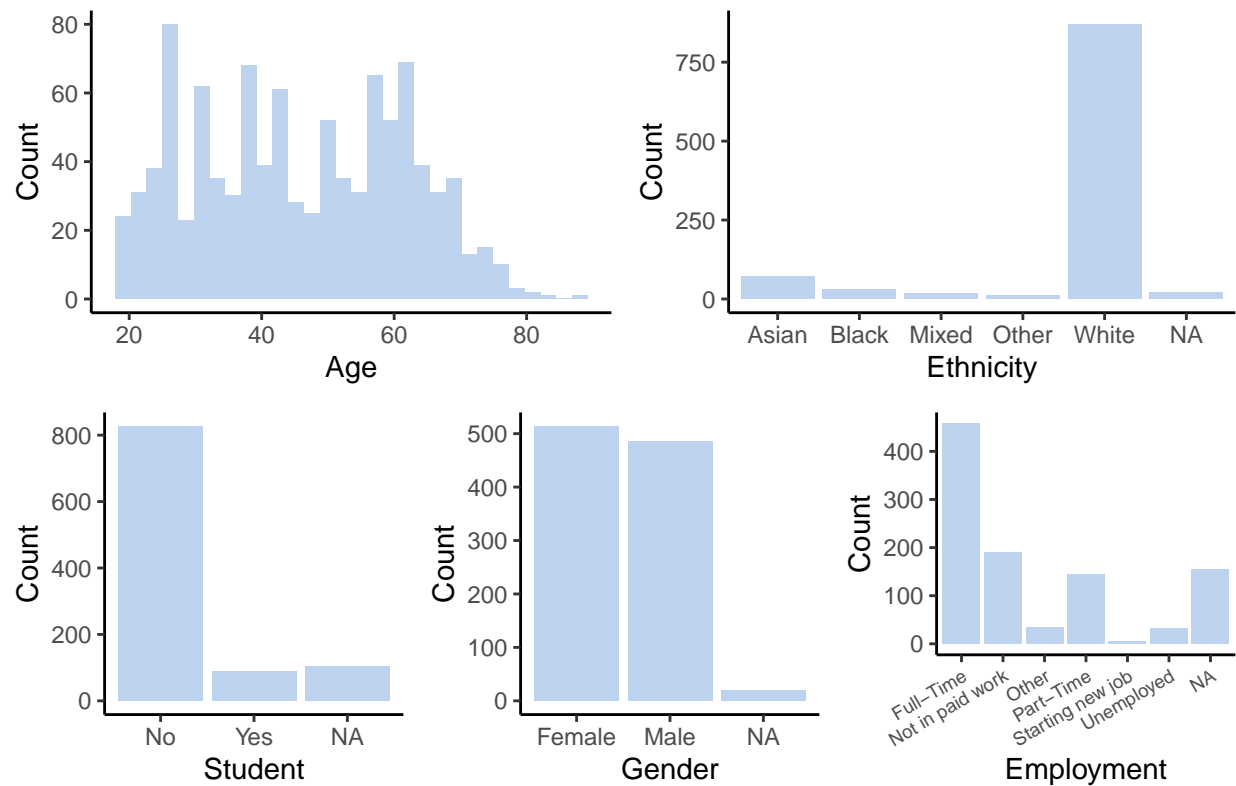 80
60
40
20
0
Count
20 40 60 80
Age
750
500
250
0
Count
Asian Black Mixed Other White NA
Ethnicity
800
600
400
200
0
Count
No Yes NA
Student
500
400
300
200
100
0
Count
Female Male NA
Gender
400
300
200
100
0
Count
Full–Time
Not in paid work
Other
Part–Time
Starting new job
Unemployed
NA
Employment